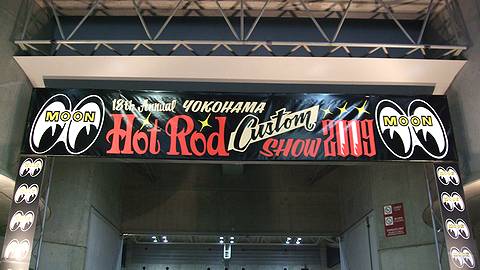 18th Annual YOKOHAMA
Hot Rod Custom SHOW 2009
MOON
MOON